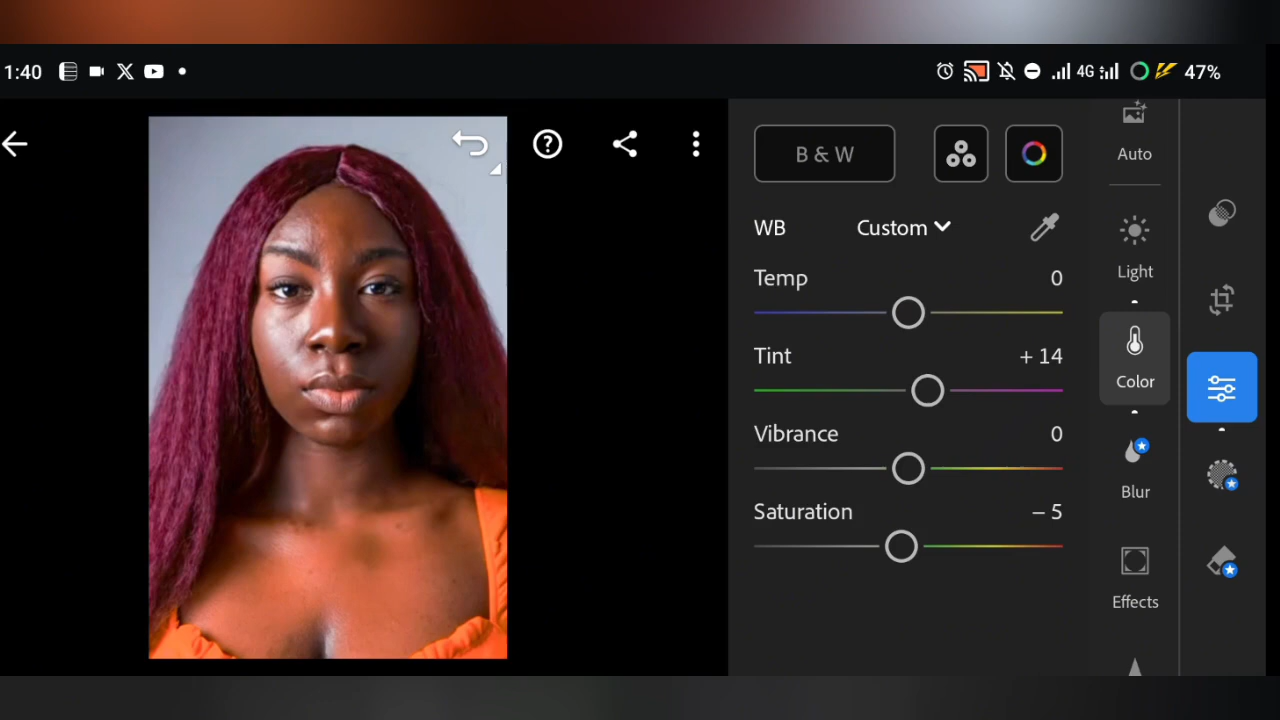 1:40
4G
47%
B & W
Auto
WB
Custom
Light
Temp
0
Tint
+ 14
Color
Vibrance
0
Blur
Saturation
– 5
Effects